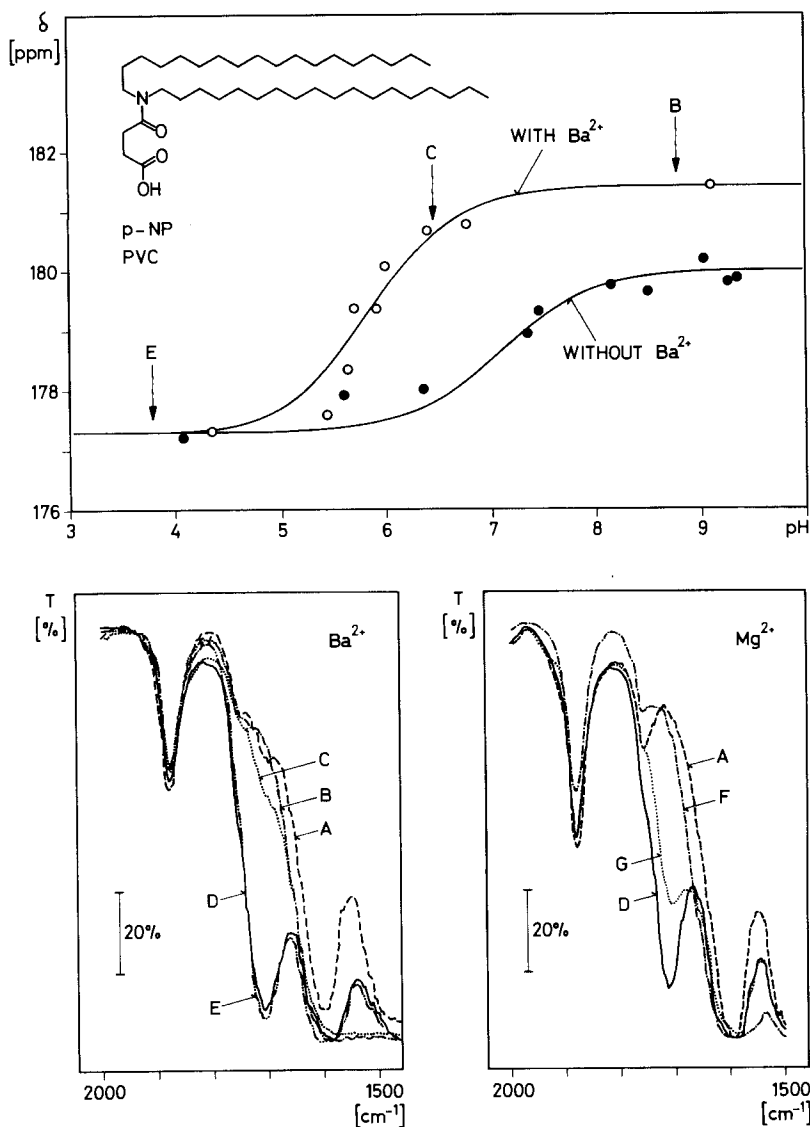 δ
[ppm]
182
180
178
176
3
4
5
6
7
8
9
pH
N
O
O
OH
p-NP
PVC
E
C
B
WITH Ba²⁺
WITHOUT Ba²⁺
T
[%]
Ba²⁺
C
B
A
D
E
20%
2000
1500
[cm⁻¹]
T
[%]
Mg²⁺
A
F
G
D
20%
2000
1500
[cm⁻¹]